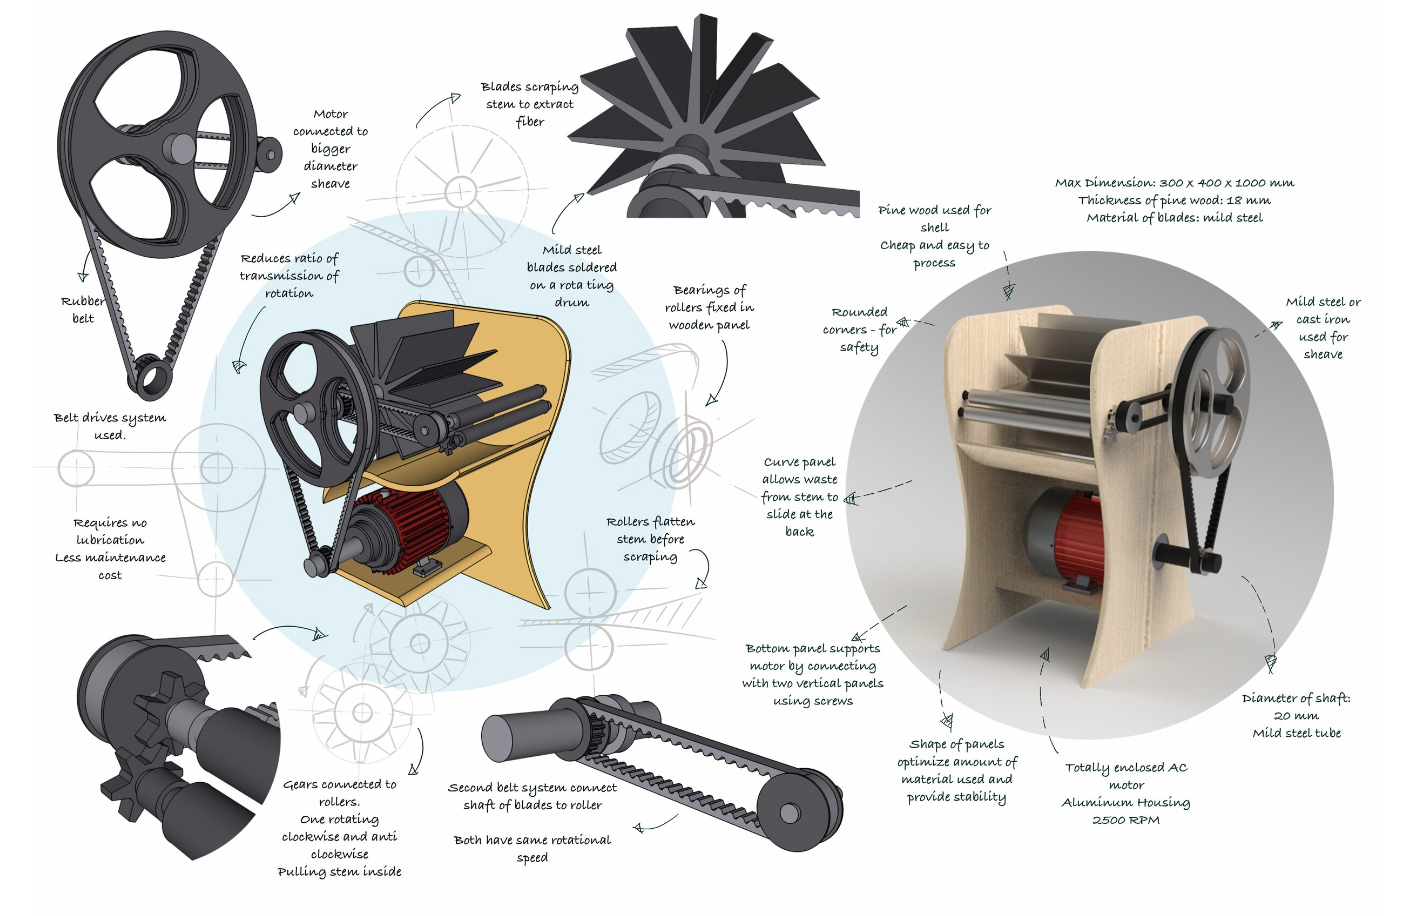 Motor
connected to
bigger
diameter
sheave
Rubber
belt
Reduces ratio of
transmission of
rotation
Blades scraping
stem to extract
fiber
Mild steel
blades soldered
on a rota ting
drum
Bearings of
rollers fixed in
wooden panel
Belt drives system
used.
Requires no
lubrication
Less maintenance
cost
Rollers flatten
stem before
scraping
Gears connected to
rollers.
One rotating
clockwise and anti
clockwise
Pulling stem inside
Second belt system connect
shaft of blades to roller
Both have same rotational
speed
Max Dimension: 300 x 400 x 1000 mm
Thickness of pine wood: 18 mm
Material of blades: mild steel
Pine wood used for
shell
Cheap and easy to
process
Rounded
corners - for
safety
Mild steel or
cast iron
used for
sheave
Curve panel
allows waste
from stem to
slide at the
back
Bottom panel supports
motor by connecting
with two vertical panels
using screws
Shape of panels
optimize amount of
material used and
provide stability
Totally enclosed AC
motor
Aluminum Housing
2500 RPM
Diameter of shaft:
20 mm
Mild steel tube